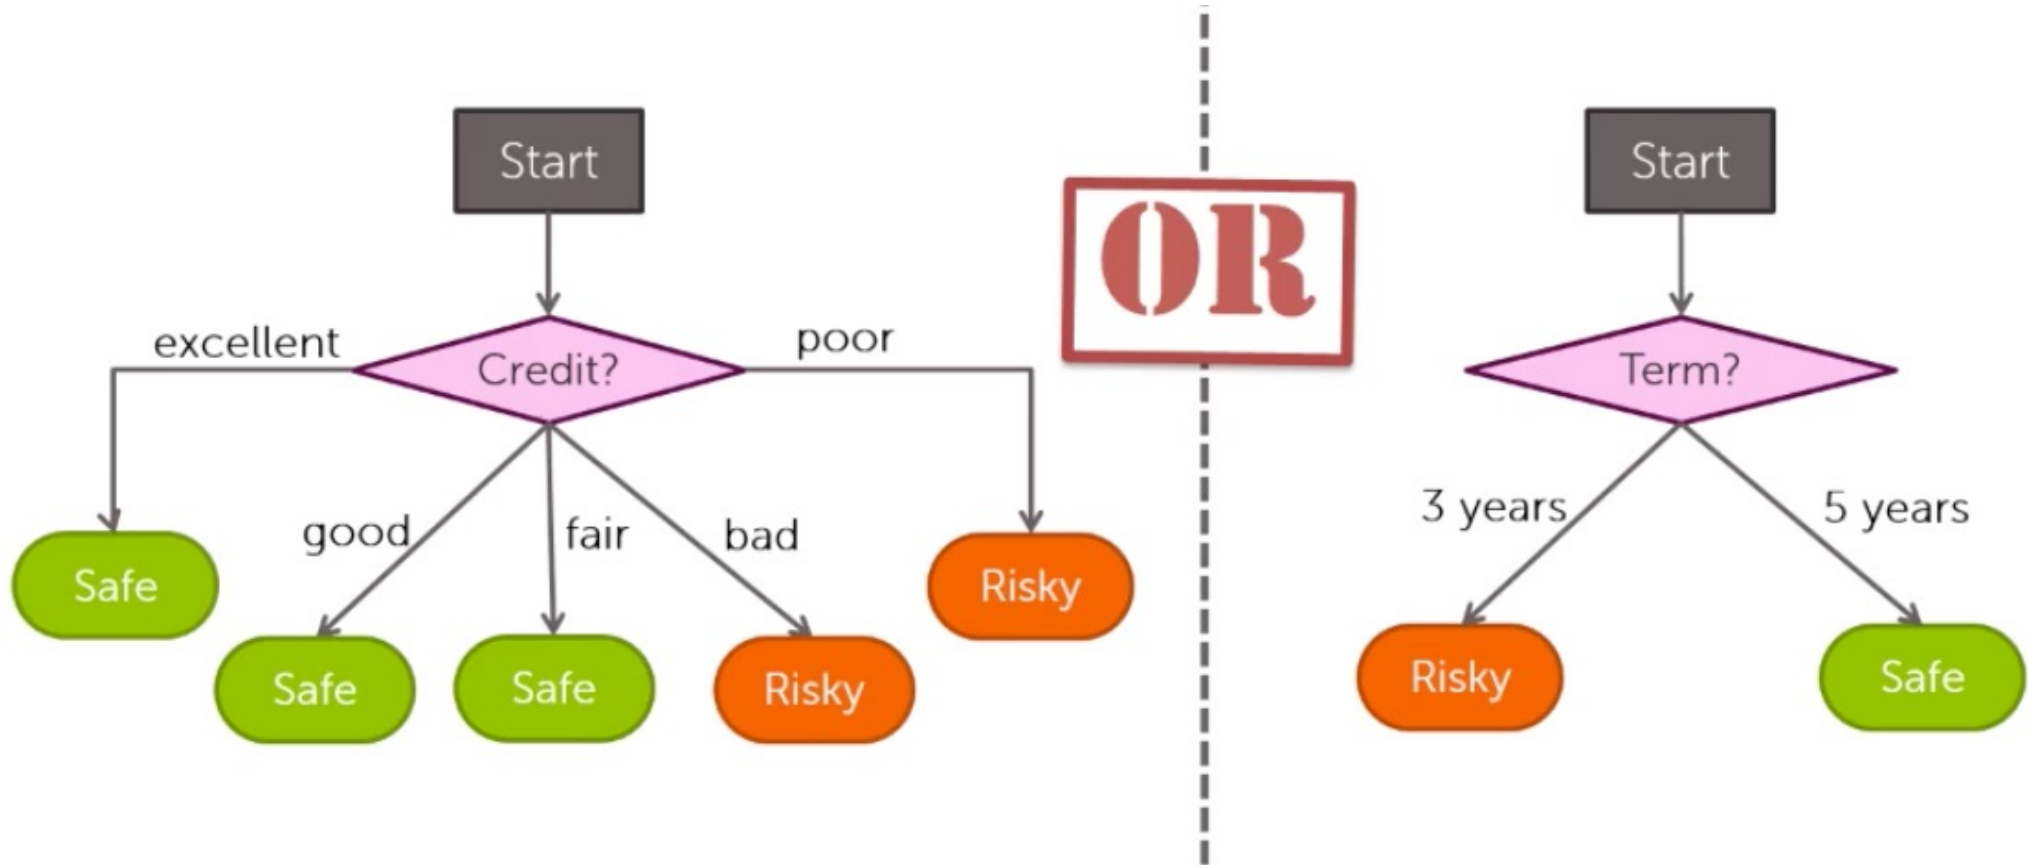 Start
excellent
Credit?
poor
good
fair
bad
Safe
Safe
Safe
Risky
Risky
OR
Start
Term?
3 years
5 years
Risky
Safe